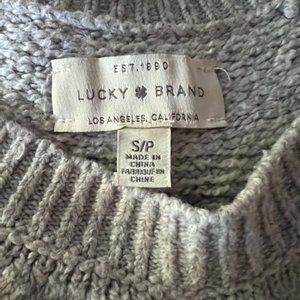 EST. 1990
LUCKY BRAND
LOS ANGELES, CALIFORNIA
S/P
MADE IN
CHINA
FABRIQUÉ EN
CHINE